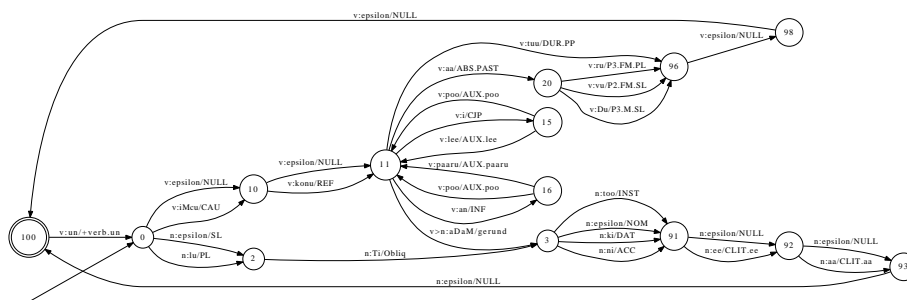 v:epsilon/NULL
98
v:epsilon/NULL
v:tuu/DUR.PP
96
v:ru/P3.FM.PL
v:aa/ABS.PAST
20
v:vu/P2.FM.SL
v:poo/AUX.poo
v:Du/P3.M.SL
v:i/CJP
15
v:lee/AUX.lee
v:epsilon/NULL
11
v:paaru/AUX.paaru
v:epsilon/NULL
10
v:konu/REF
v:poo/AUX.poo
16
v:iMcu/CAU
v:an/INF
n:too/INST
100
v:un/+verb.un
0
n:epsilon/SL
v>n:aDaM/gerund
3
n:epsilon/NOM
n:ki/DAT
91
n:epsilon/NULL
n:lu/PL
2
n:Ti/Obliq
n:ni/ACC
n:ee/CLIT.ee
92
n:epsilon/NULL
n:aa/CLIT.aa
93
n:epsilon/NULL